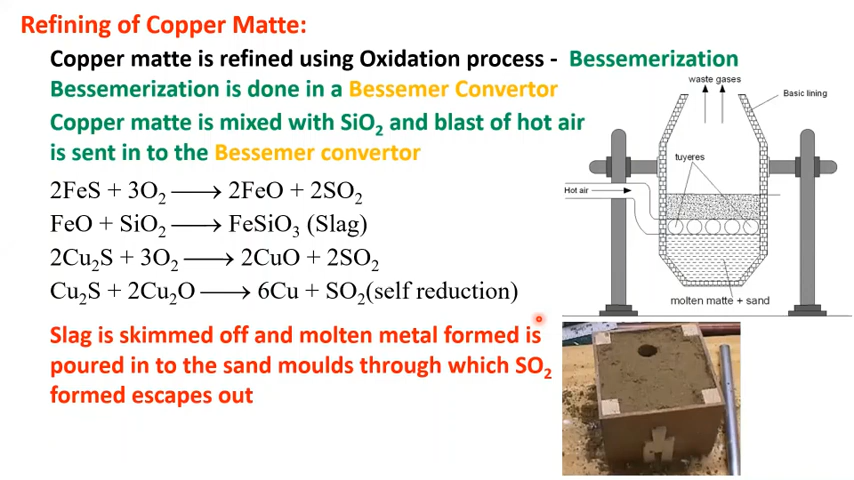 Refining of Copper Matte:
Copper matte is refined using Oxidation process - Bessemerization
Bessemerization is done in a Bessemer Convertor
Copper matte is mixed with SiO₂ and blast of hot air
is sent in to the Bessemer convertor
2FeS + 3O₂ ⟶ 2FeO + 2SO₂
FeO + SiO₂ ⟶ FeSiO₃ (Slag)
2Cu₂S + 3O₂ ⟶ 2CuO + 2SO₂
Cu₂S + 2Cu₂O ⟶ 6Cu + SO₂(self reduction)
Slag is skimmed off and molten metal formed is
poured in to the sand moulds through which SO₂
formed escapes out
waste gases
Basic lining
tuyeres
Hot air
molten matte + sand